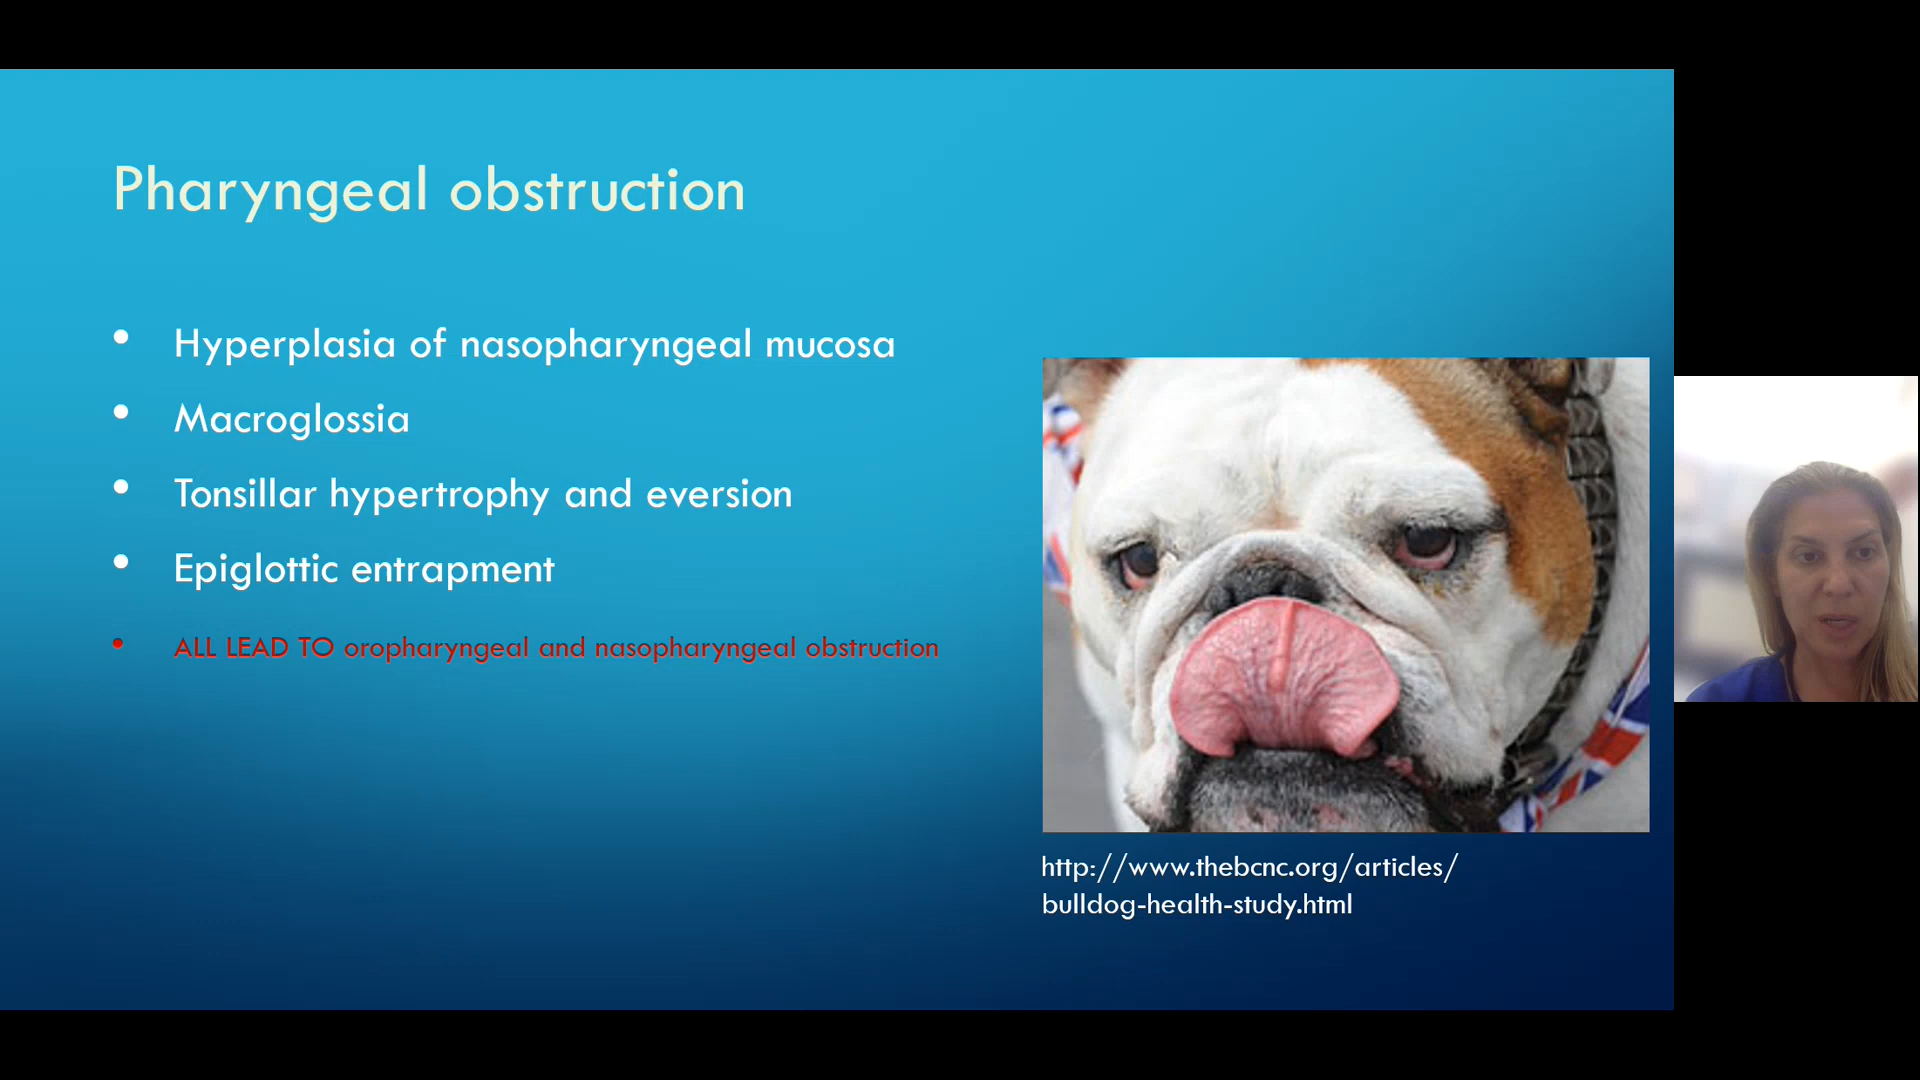 Pharyngeal obstruction
• Hyperplasia of nasopharyngeal mucosa
• Macroglossia
• Tonsillar hypertrophy and eversion
• Epiglottic entrapment
• ALL LEAD TO oropharyngeal and nasopharyngeal obstruction
http://www.thebcnc.org/articles/
bulldog-health-study.html